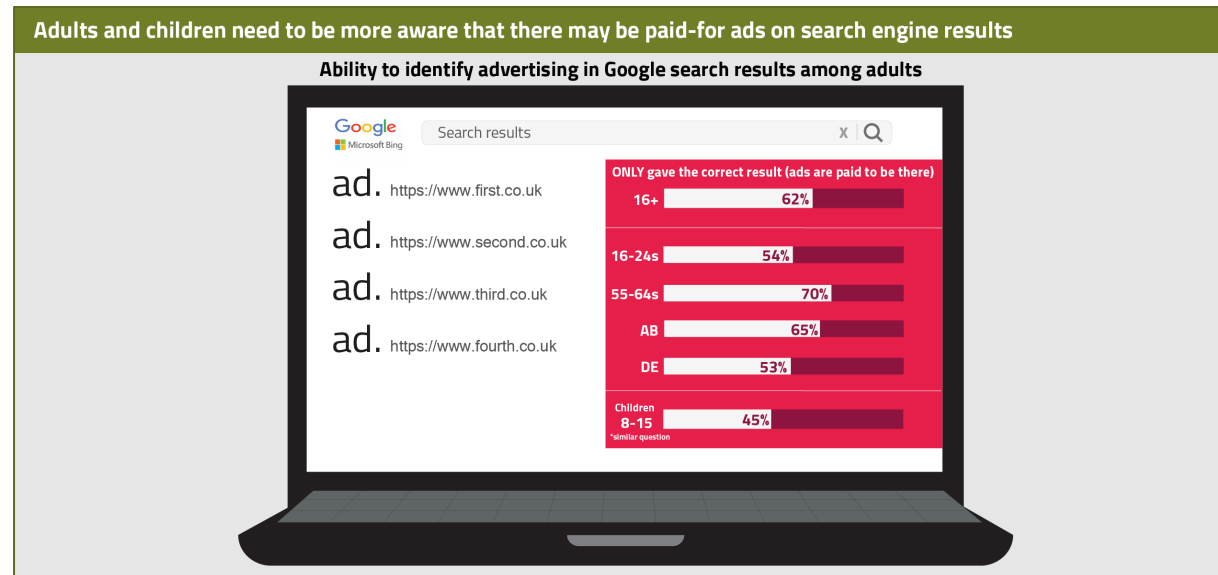 Adults and children need to be more aware that there may be paid-for ads on search engine results
Ability to identify advertising in Google search results among adults
Google
Microsoft Bing
Search results
X
ad. https://www.first.co.uk
ad. https://www.second.co.uk
ad. https://www.third.co.uk
ad. https://www.fourth.co.uk
ONLY gave the correct result (ads are paid to be there)
16+ 62%
16-24s 54%
55-64s 70%
AB 65%
DE 53%
Children
8-15 45%
*similar question